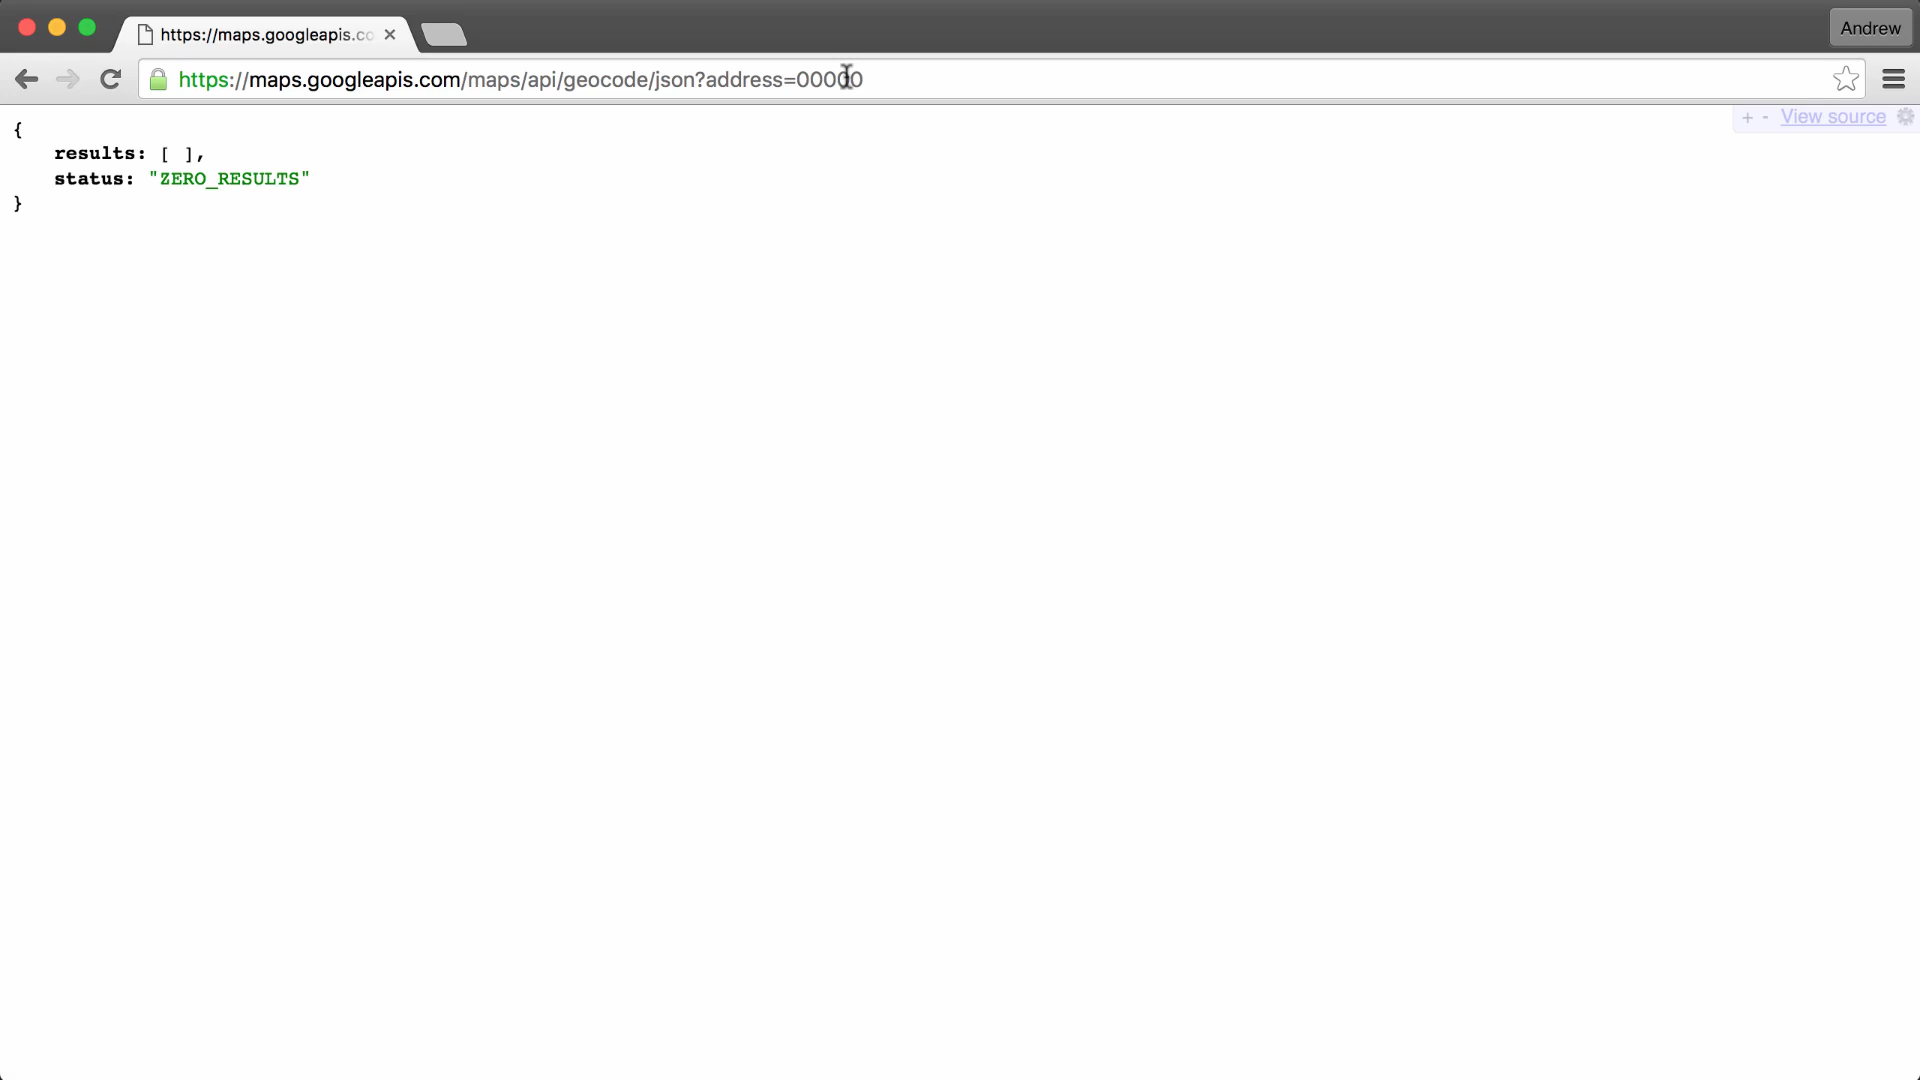 https://maps.googleapis.co
Andrew
https://maps.googleapis.com/maps/api/geocode/json?address=00000
+ - View source
{
results: [ ],
status: "ZERO_RESULTS"
}